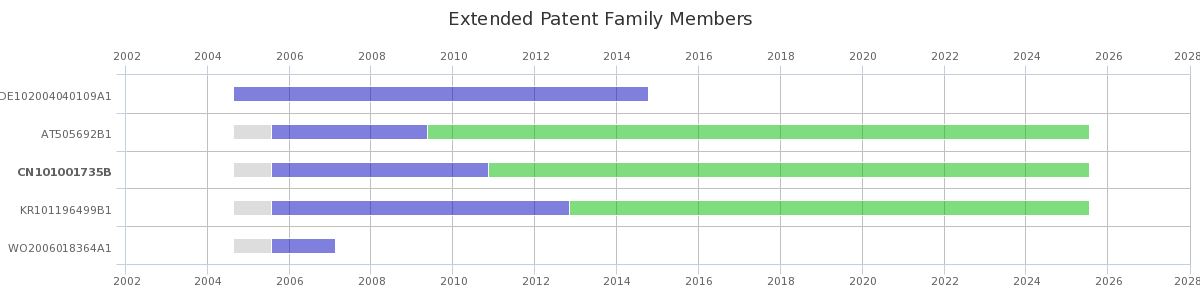 Extended Patent Family Members
2002 2004 2006 2008 2010 2012 2014 2016 2018 2020 2022 2024 2026 2028
DE102004040109A1
AT505692B1
CN101001735B
KR101196499B1
WO2006018364A1
2002 2004 2006 2008 2010 2012 2014 2016 2018 2020 2022 2024 2026 2028